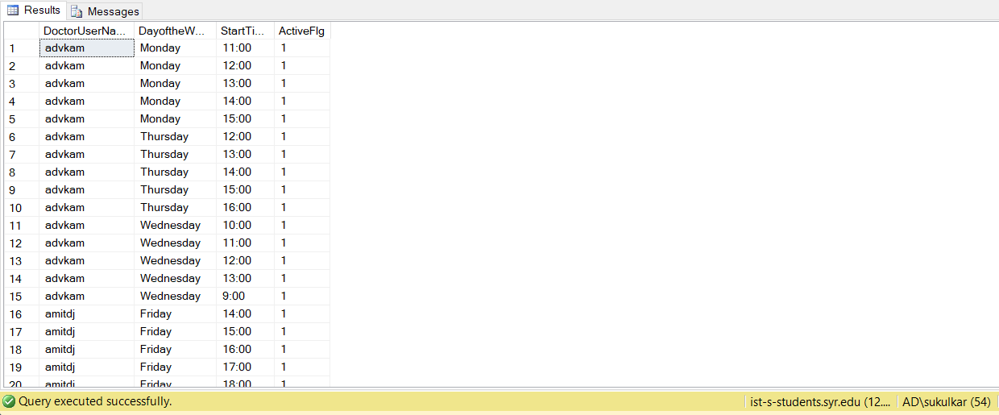 Results Messages
DoctorUserNa... DayoftheW... StartTi... ActiveFlg
1 advkam Monday 11:00 1
2 advkam Monday 12:00 1
3 advkam Monday 13:00 1
4 advkam Monday 14:00 1
5 advkam Monday 15:00 1
6 advkam Thursday 12:00 1
7 advkam Thursday 13:00 1
8 advkam Thursday 14:00 1
9 advkam Thursday 15:00 1
10 advkam Thursday 16:00 1
11 advkam Wednesday 10:00 1
12 advkam Wednesday 11:00 1
13 advkam Wednesday 12:00 1
14 advkam Wednesday 13:00 1
15 advkam Wednesday 9:00 1
16 amitdj Friday 14:00 1
17 amitdj Friday 15:00 1
18 amitdj Friday 16:00 1
19 amitdj Friday 17:00 1
20 amitdj Friday 18:00 1
Query executed successfully. ist-s-students.syr.edu (12.... AD\sukulkar (54)